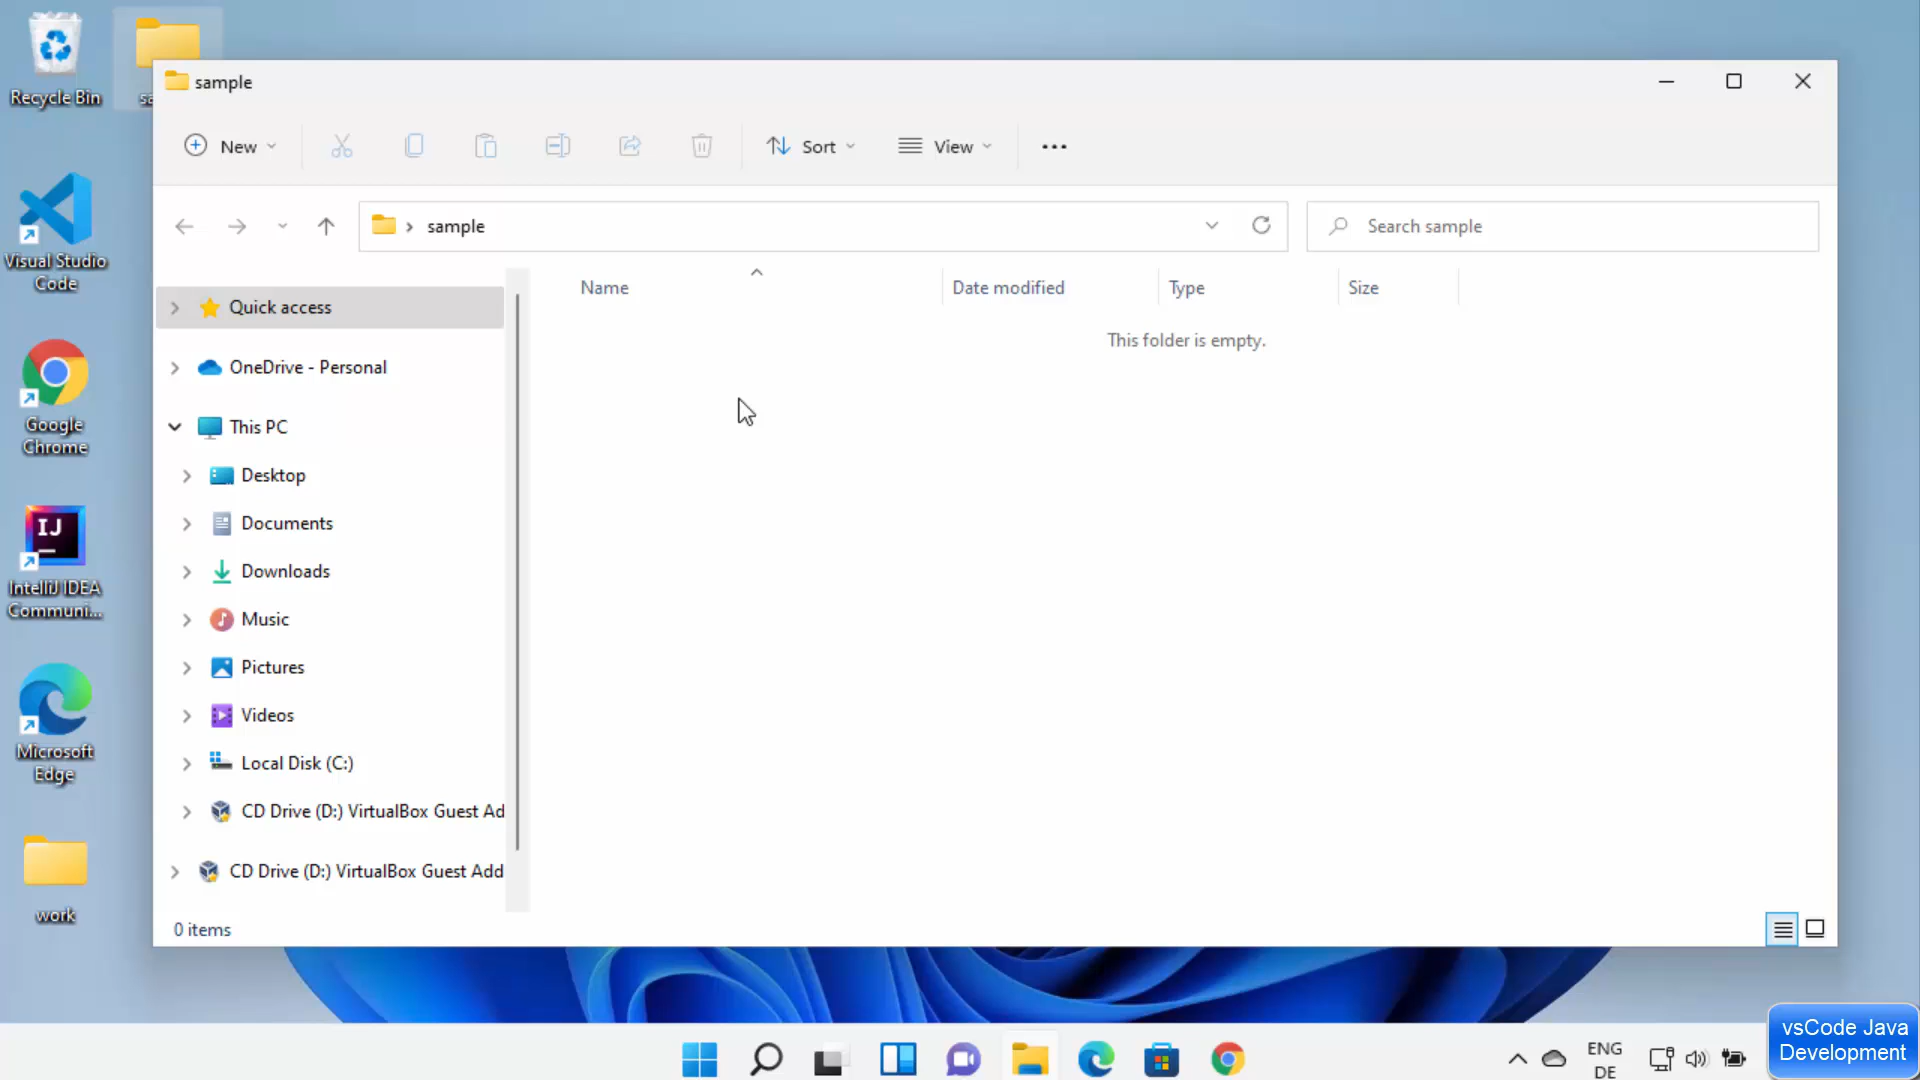 Recycle Bin
Visual Studio
Code
Google
Chrome
IJ
IntelliJ IDEA
Communi...
Microsoft
Edge
work
sample
New
Sort
View
sample
Search sample
Quick access
OneDrive - Personal
This PC
Desktop
Documents
Downloads
Music
Pictures
Videos
Local Disk (C:)
CD Drive (D:) VirtualBox Guest Ad
CD Drive (D:) VirtualBox Guest Add
Name
Date modified
Type
Size
This folder is empty.
0 items
ENG
DE
vsCode Java
Development